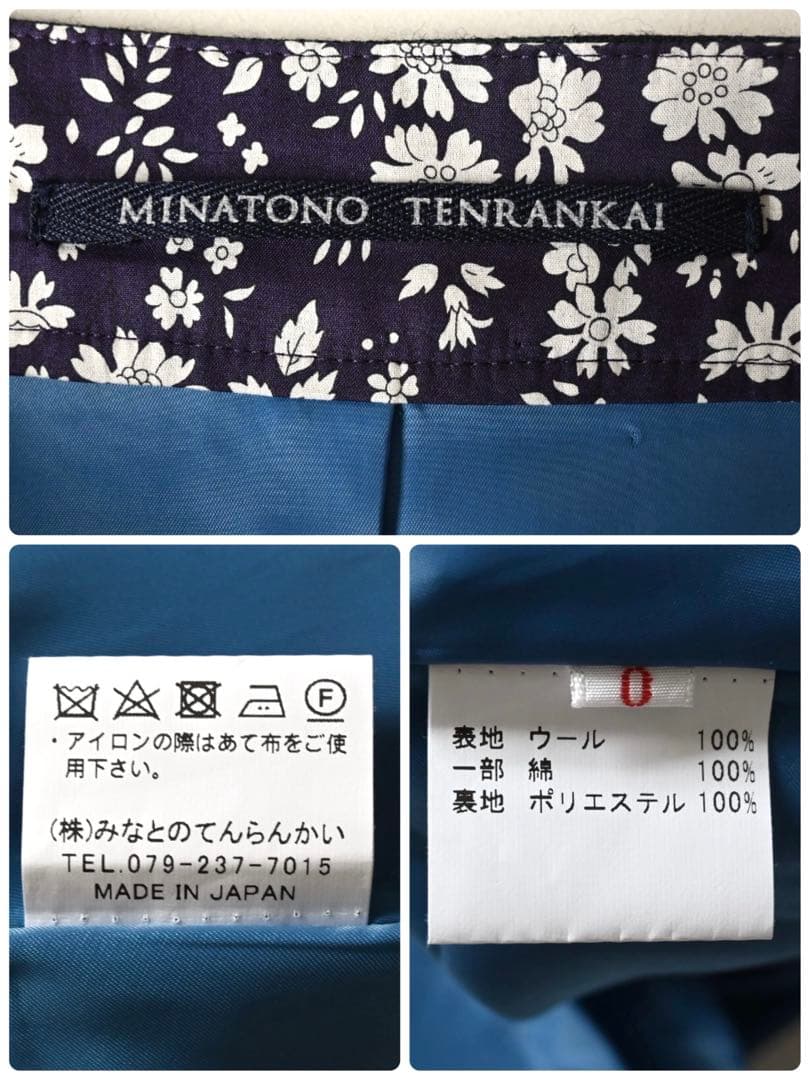 MINATONO TENRANKAI
F
・アイロンの際はあて布をご使
用下さい。
(株)みなとのてんらんかい
TEL.079-237-7015
MADE IN JAPAN
0
表地 ウール 100%
一部 綿 100%
裏地 ポリエステル 100%